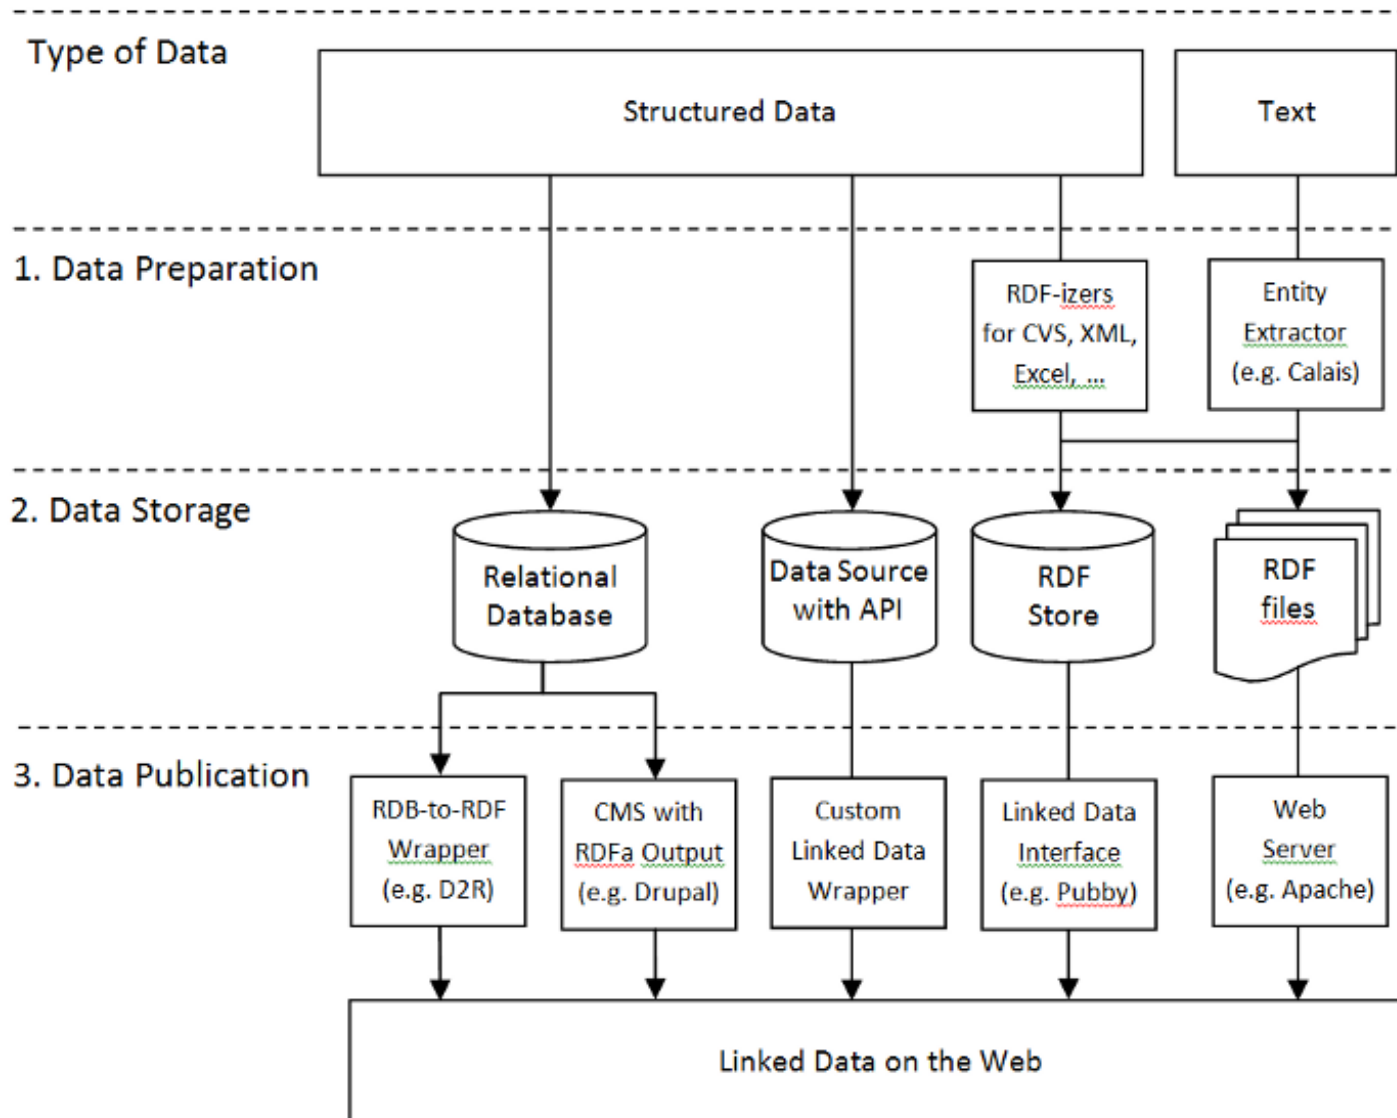 Type of Data
Structured Data
Text
1. Data Preparation
RDF-izers
for CVS, XML,
Excel, ...
Entity
Extractor
(e.g. Calais)
2. Data Storage
Relational
Database
Data Source
with API
RDF
Store
RDF
files
3. Data Publication
RDB-to-RDF
Wrapper
(e.g. D2R)
CMS with
RDFa Output
(e.g. Drupal)
Custom
Linked Data
Wrapper
Linked Data
Interface
(e.g. Pubby)
Web
Server
(e.g. Apache)
Linked Data on the Web